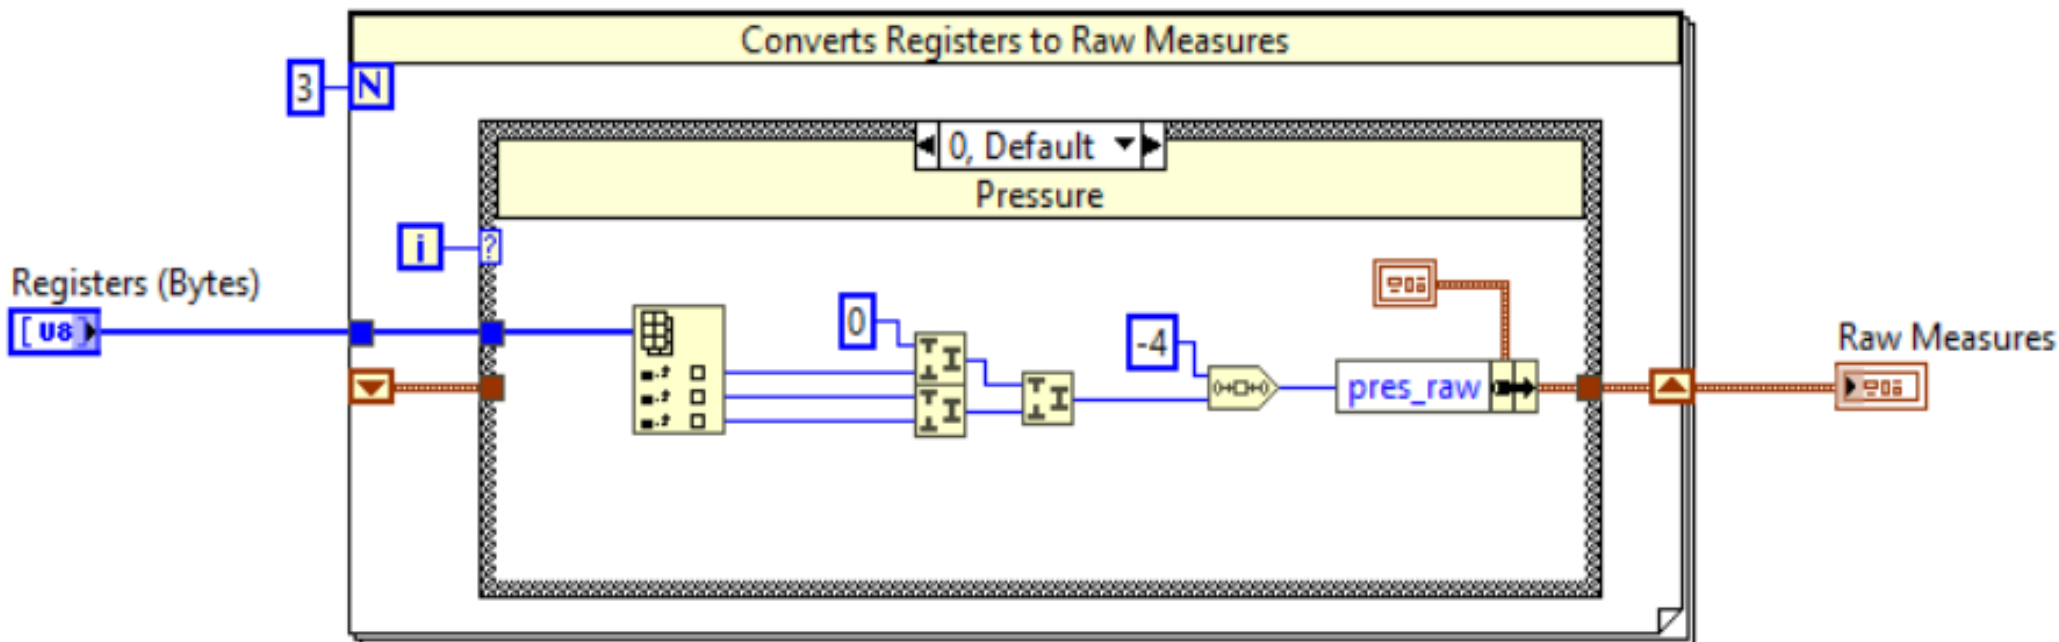 Converts Registers to Raw Measures
3
N
0, Default
Pressure
i
?
Registers (Bytes)
[U8]
0
-4
pres_raw
Raw Measures